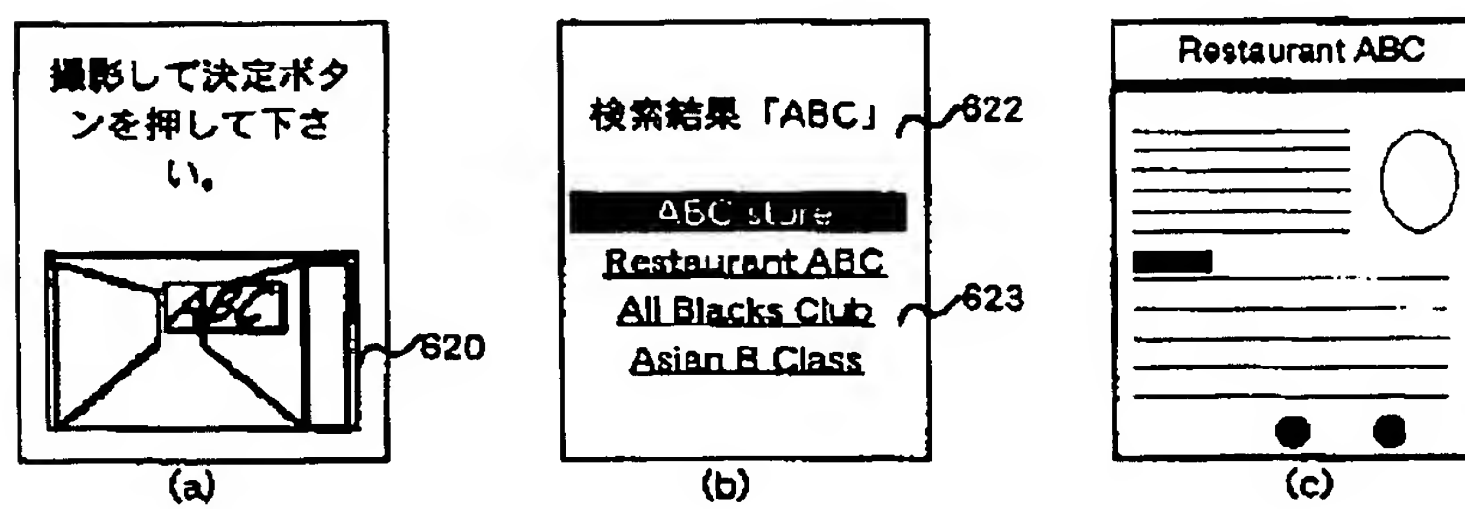 撮影して決定ボタ
ンを押して下さ
い。
ABC
620
(a)
検索結果「ABC」
622
ABC store
Restaurant ABC
All Blacks Club
623
Asian B Class
(b)
Restaurant ABC
(c)